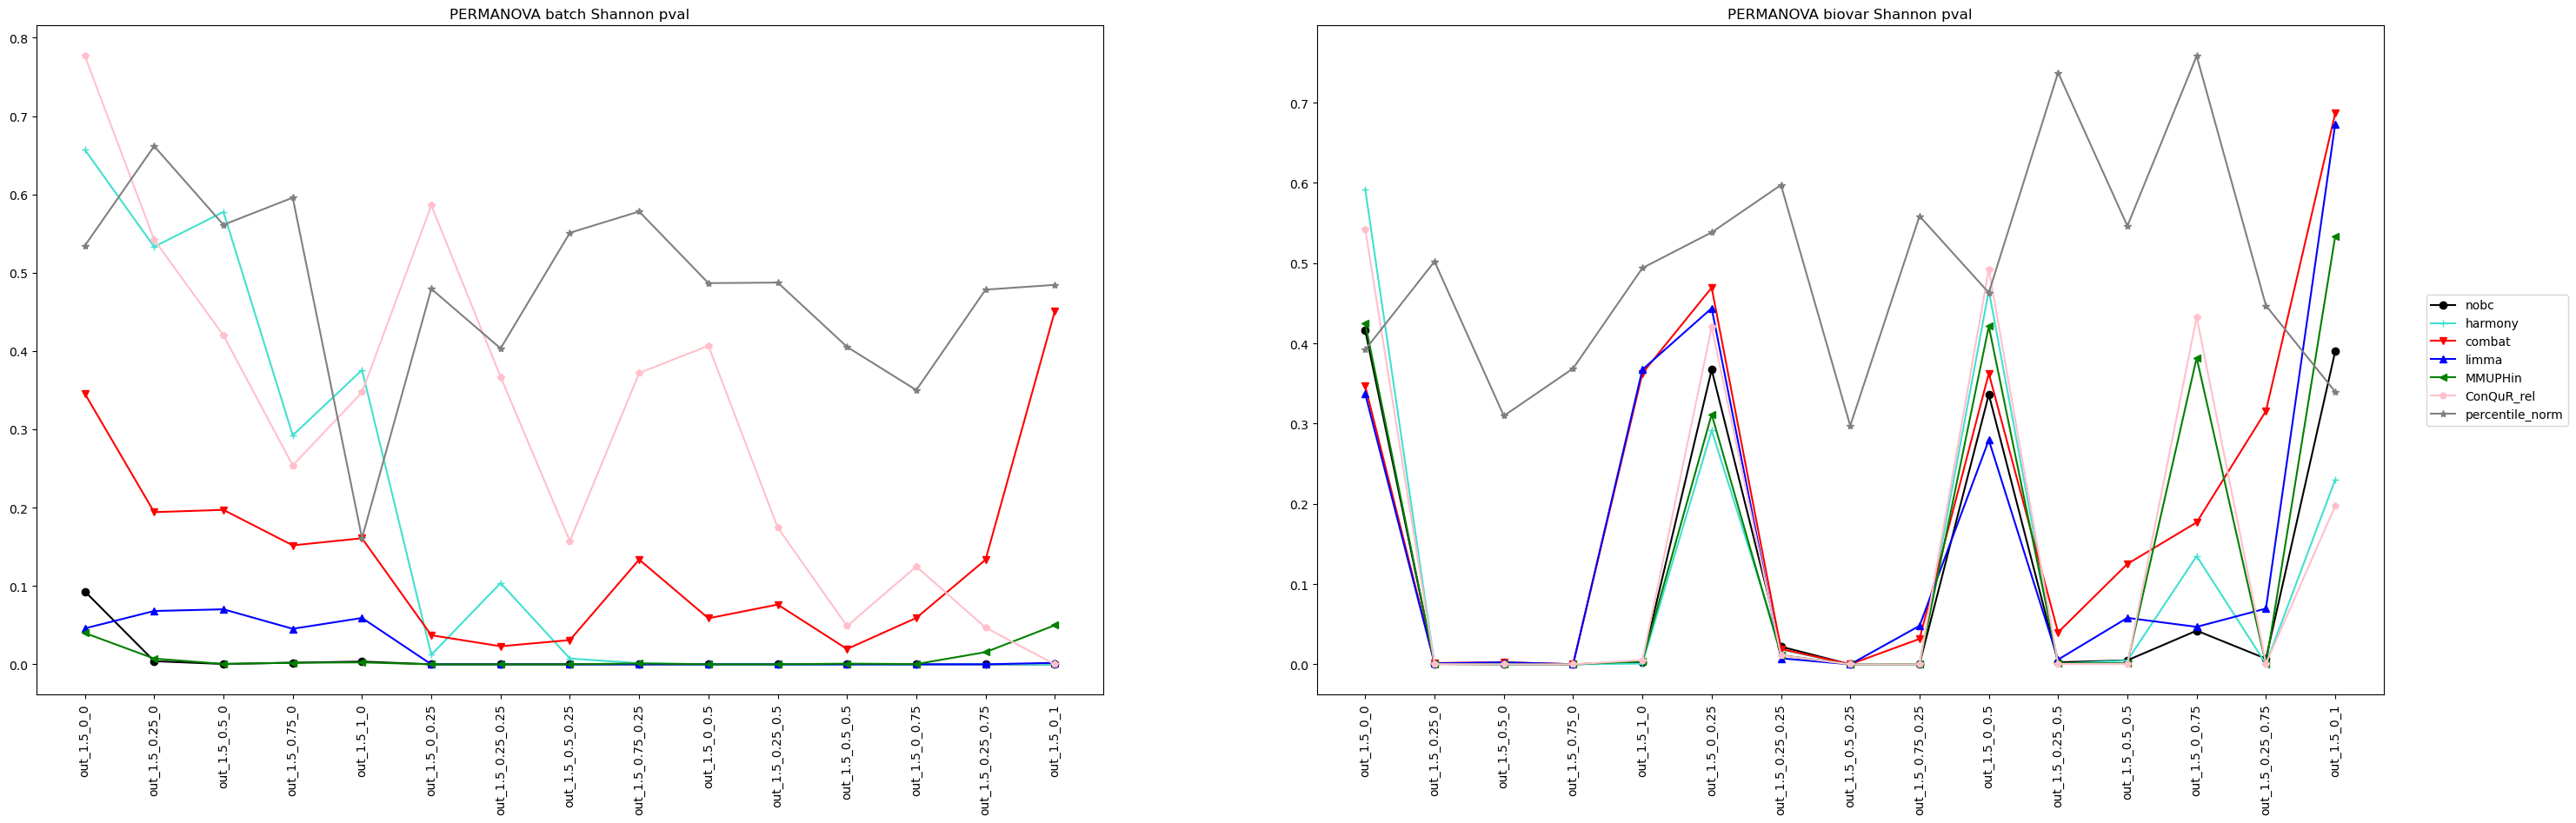 PERMANOVA batch Shannon pval
0.8
0.7
0.6
0.5
0.4
0.3
0.2
0.1
0.0
out_1.5_0_0
out_1.5_0.25_0
out_1.5_0.5_0
out_1.5_0.75_0
out_1.5_1_0
out_1.5_0_0.25
out_1.5_0.25_0.25
out_1.5_0.5_0.25
out_1.5_0.75_0.25
out_1.5_0_0.5
out_1.5_0.25_0.5
out_1.5_0.5_0.5
out_1.5_0_0.75
out_1.5_0.25_0.75
out_1.5_0_1
PERMANOVA biovar Shannon pval
0.7
0.6
0.5
0.4
0.3
0.2
0.1
0.0
out_1.5_0_0
out_1.5_0.25_0
out_1.5_0.5_0
out_1.5_0.75_0
out_1.5_1_0
out_1.5_0_0.25
out_1.5_0.25_0.25
out_1.5_0.5_0.25
out_1.5_0.75_0.25
out_1.5_0_0.5
out_1.5_0.25_0.5
out_1.5_0.5_0.5
out_1.5_0_0.75
out_1.5_0.25_0.75
out_1.5_0_1
nobc
harmony
combat
limma
MMUPHin
ConQuR_rel
percentile_norm